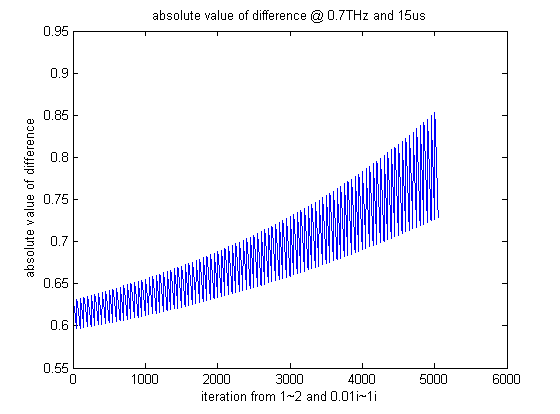 absolute value of difference @ 0.7THz and 15us
0.95
0.9
0.85
0.8
0.75
0.7
0.65
0.6
0.55
absolute value of difference
0 1000 2000 3000 4000 5000 6000
iteration from 1~2 and 0.01i~1i